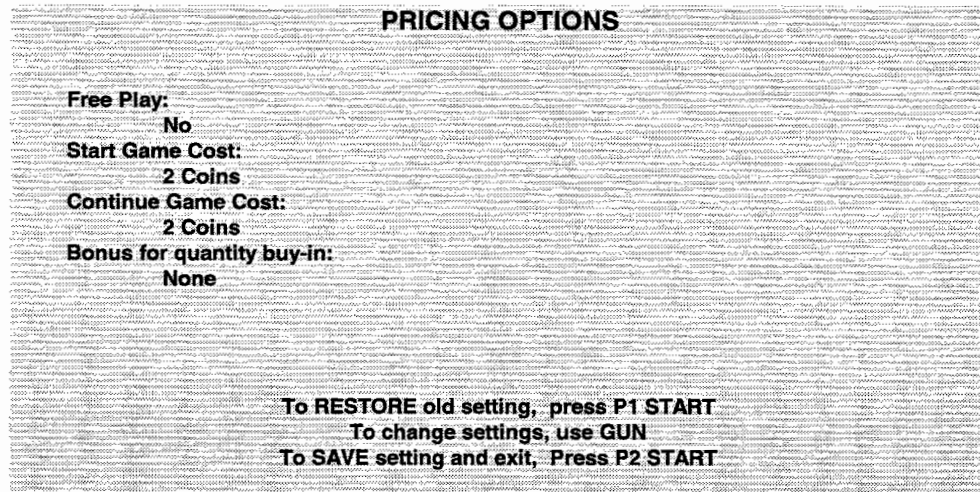 PRICING OPTIONS
Free Play:
No
Start Game Cost:
2 Coins
Continue Game Cost:
2 Coins
Bonus for quantity buy-in:
None
To RESTORE old setting, press P1 START
To change settings, use GUN
To SAVE setting and exit, Press P2 START